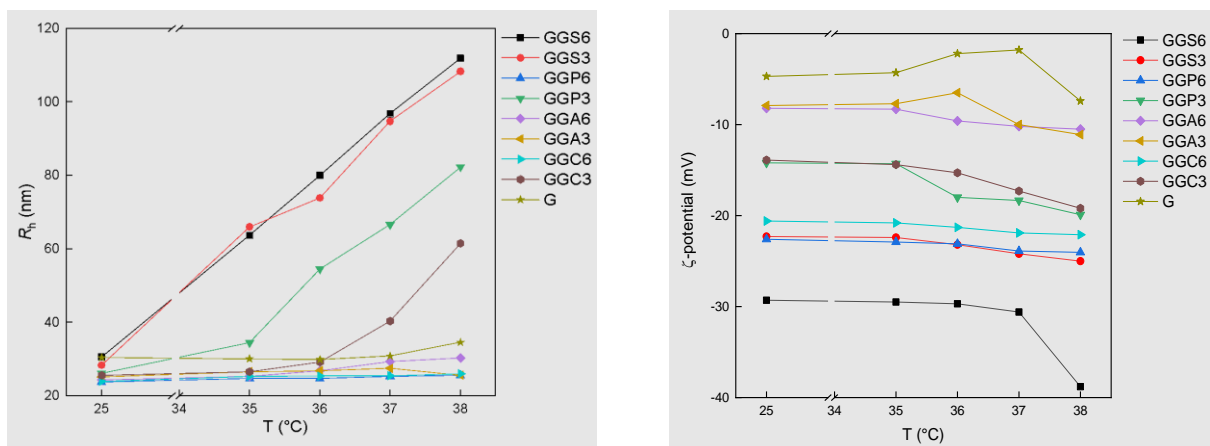 120
100
80
60
40
20
R_h (nm)
25 34 35 36 37 38
T (°C)
GGS6
GGS3
GGP6
GGP3
GGA6
GGA3
GGC6
GGC3
G
0
-10
-20
-30
-40
ζ-potential (mV)
25 34 35 36 37 38
T (°C)
GGS6
GGS3
GGP6
GGP3
GGA6
GGA3
GGC6
GGC3
G